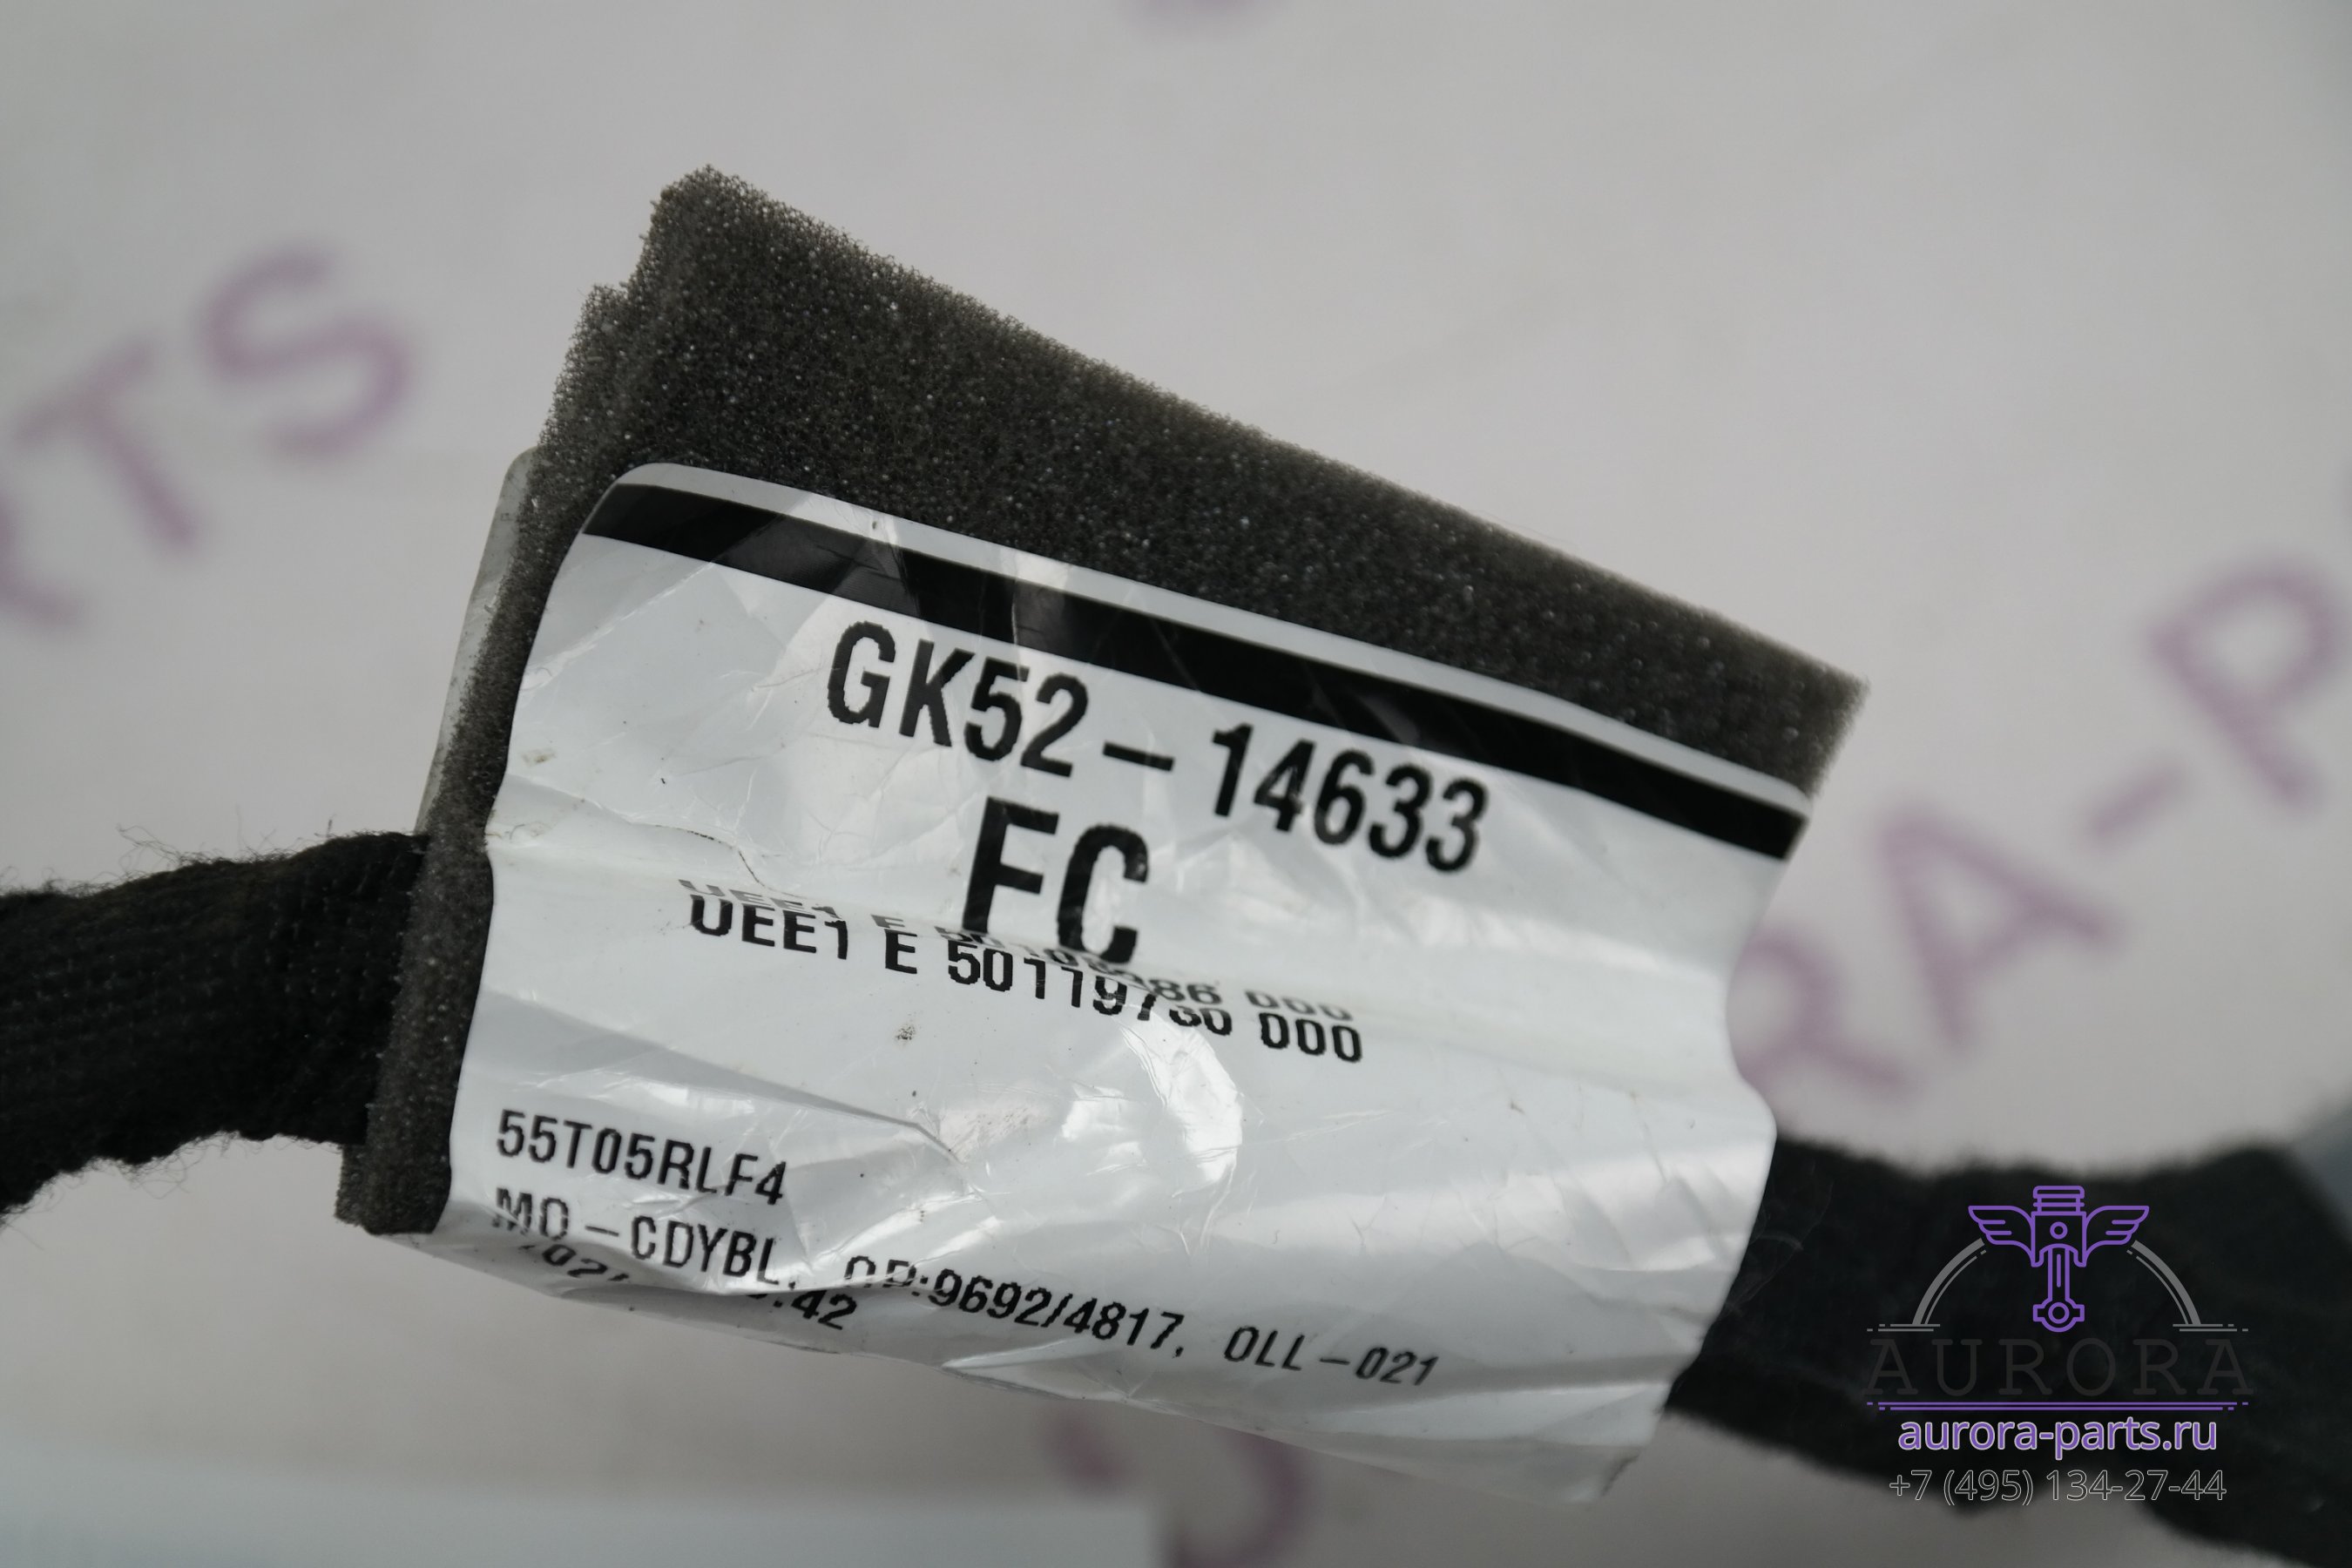 GK52-14633
FC
UEE1 E 50119730 000
55T05RLF4
MO-CDYBL, OP:9692/4817, OLL-021
:42
AURORA
aurora-parts.ru
+7 (495) 134-27-44